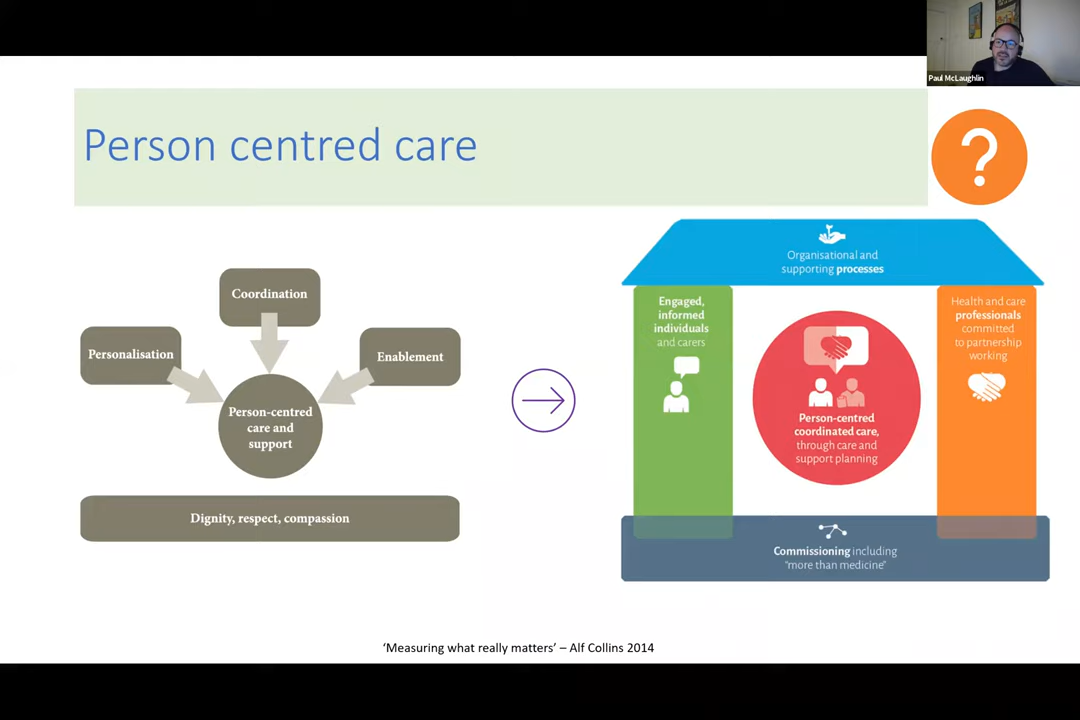 Paul McLaughlin
Person centred care
?
Coordination
Personalisation
Enablement
Person-centred
care and
support
Dignity, respect, compassion
Organisational and
supporting processes
Engaged,
informed
individuals
and carers
Person-centred
coordinated care,
through care and
support planning
Health and care
professionals
committed
to partnership
working
Commissioning including
"more than medicine"
‘Measuring what really matters’ – Alf Collins 2014